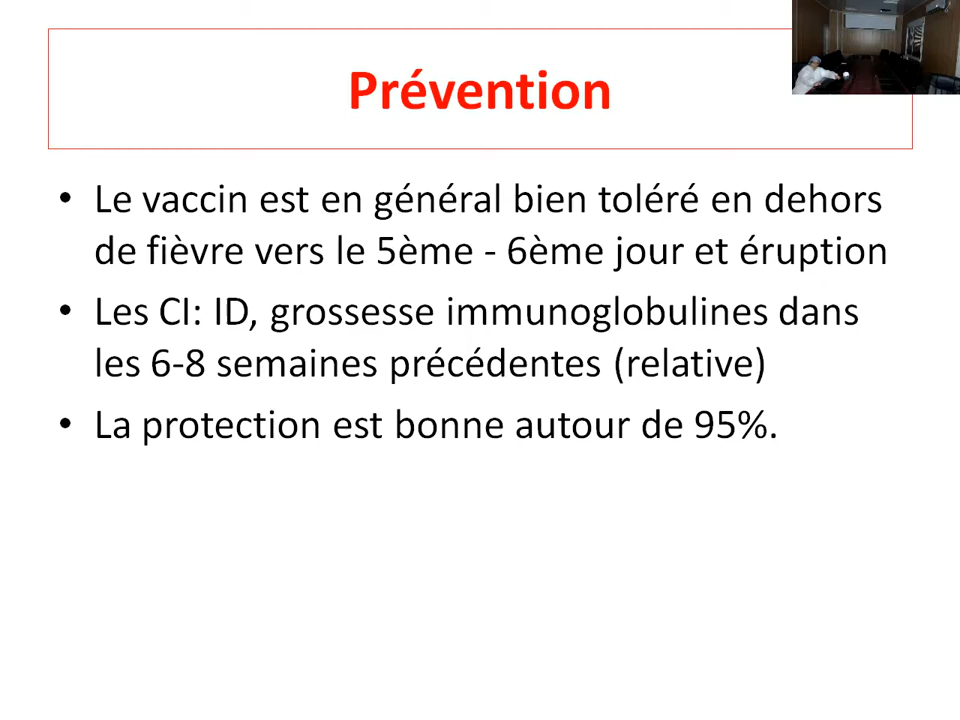 Prévention
• Le vaccin est en général bien toléré en dehors
de fièvre vers le 5ème - 6ème jour et éruption
• Les CI: ID, grossesse immunoglobulines dans
les 6-8 semaines précédentes (relative)
• La protection est bonne autour de 95%.